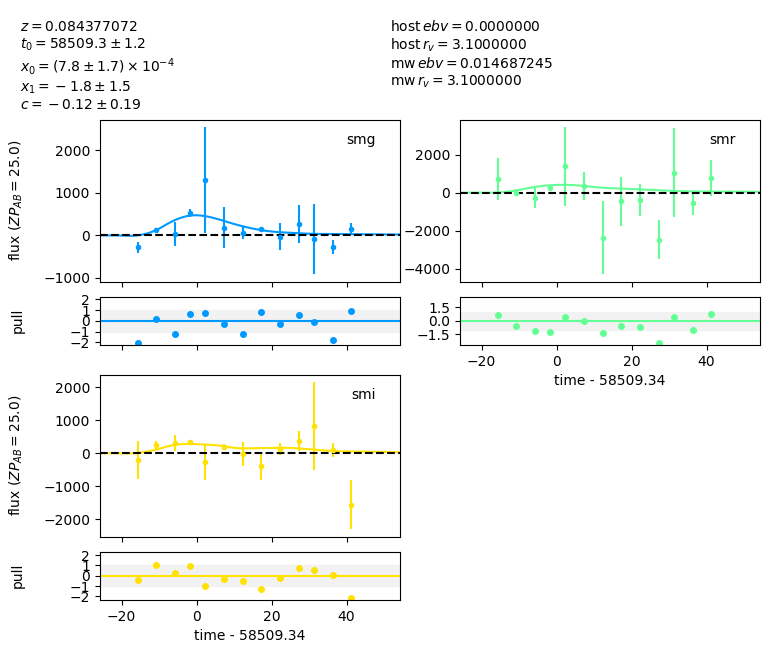 z = 0.084377072
t₀ = 58509.3 ± 1.2
x₀ = (7.8 ± 1.7) × 10⁻⁴
x₁ = −1.8 ± 1.5
c = −0.12 ± 0.19
host ebv = 0.0000000
host r_v = 3.1000000
mw ebv = 0.014687245
mw r_v = 3.1000000
flux (ZP_AB = 25.0)
2000
1000
0
−1000
smg
2000
0
−2000
−4000
smr
pull
2
1
0
−1
−2
1.5
0.0
−1.5
−20
0
20
40
time - 58509.34
flux (ZP_AB = 25.0)
2000
1000
0
−1000
−2000
smi
pull
2
1
0
−1
−2
−20
0
20
40
time - 58509.34